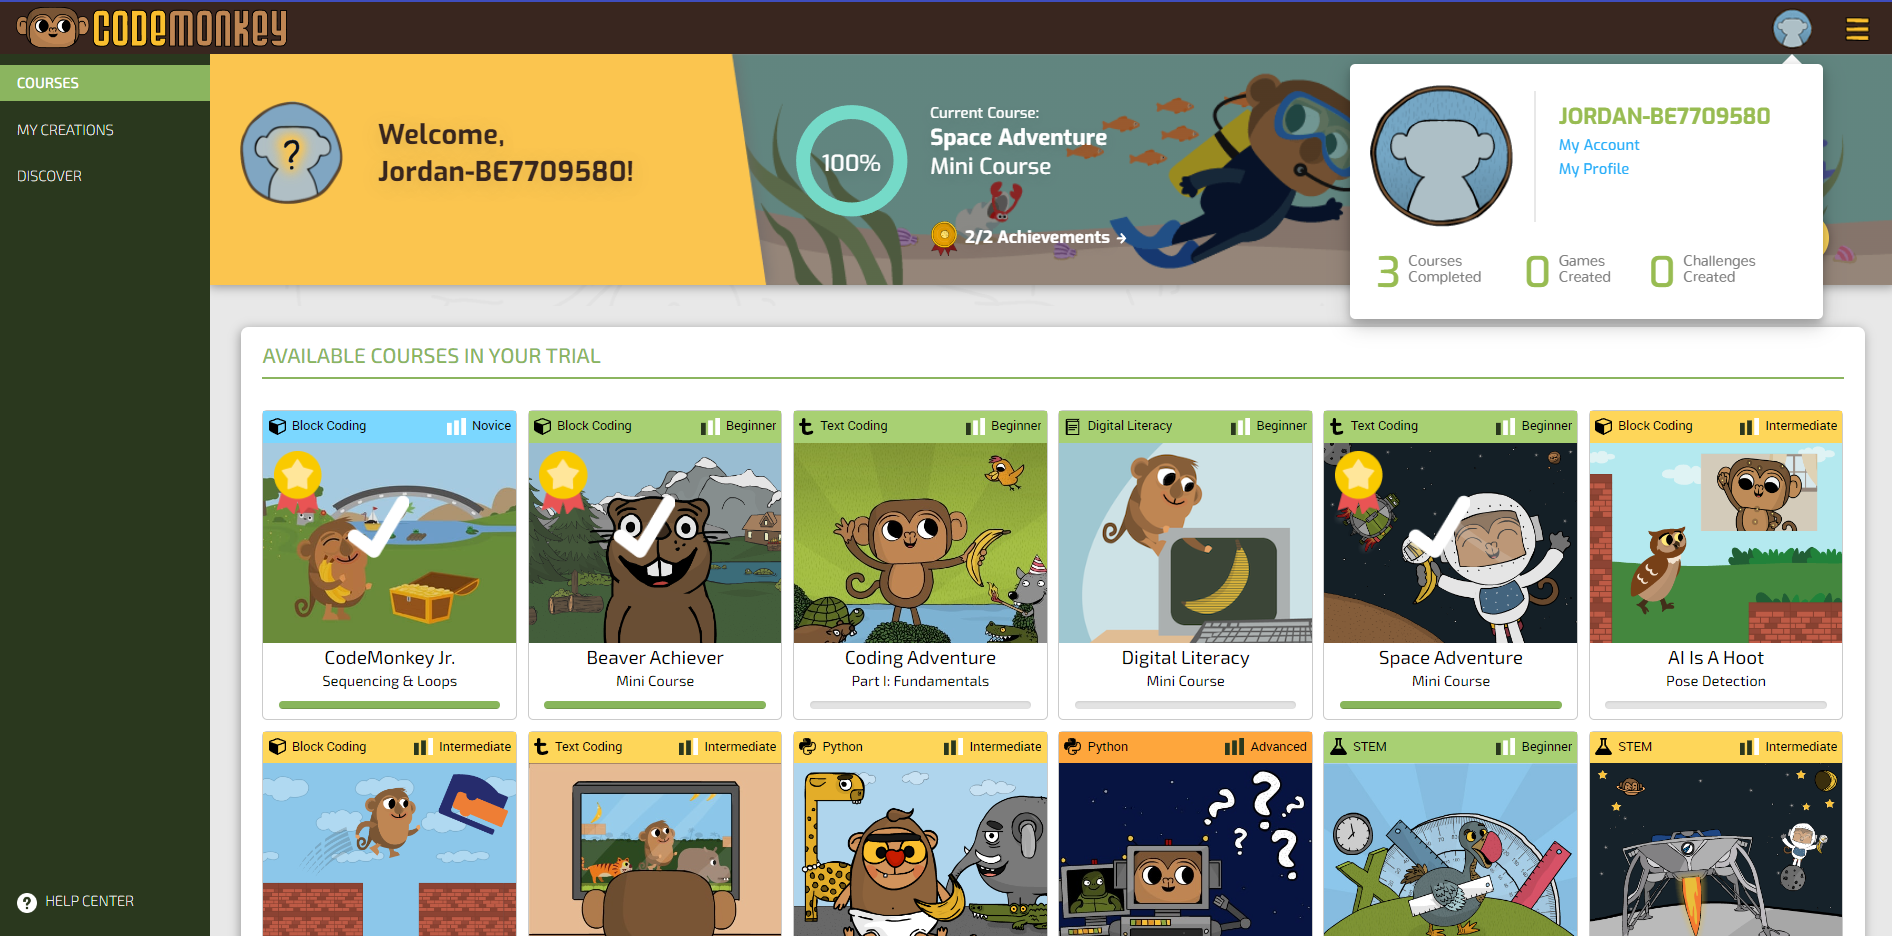 CODEMONKEY
COURSES
MY CREATIONS
DISCOVER
HELP CENTER
?
Welcome,
Jordan-BE7709580!
100%
Current Course:
Space Adventure
Mini Course
2/2 Achievements →
JORDAN-BE7709580
My Account
My Profile
3 Courses Completed
0 Games Created
0 Challenges Created
AVAILABLE COURSES IN YOUR TRIAL
Block Coding Novice
CodeMonkey Jr.
Sequencing & Loops
Block Coding Beginner
Beaver Achiever
Mini Course
Text Coding Beginner
Coding Adventure
Part I: Fundamentals
Digital Literacy Beginner
Digital Literacy
Mini Course
Text Coding Beginner
Space Adventure
Mini Course
Block Coding Intermediate
AI Is A Hoot
Pose Detection
Block Coding Intermediate
Text Coding Intermediate
Python Intermediate
Python Advanced
? ? ? ? ?
STEM Beginner
STEM Intermediate